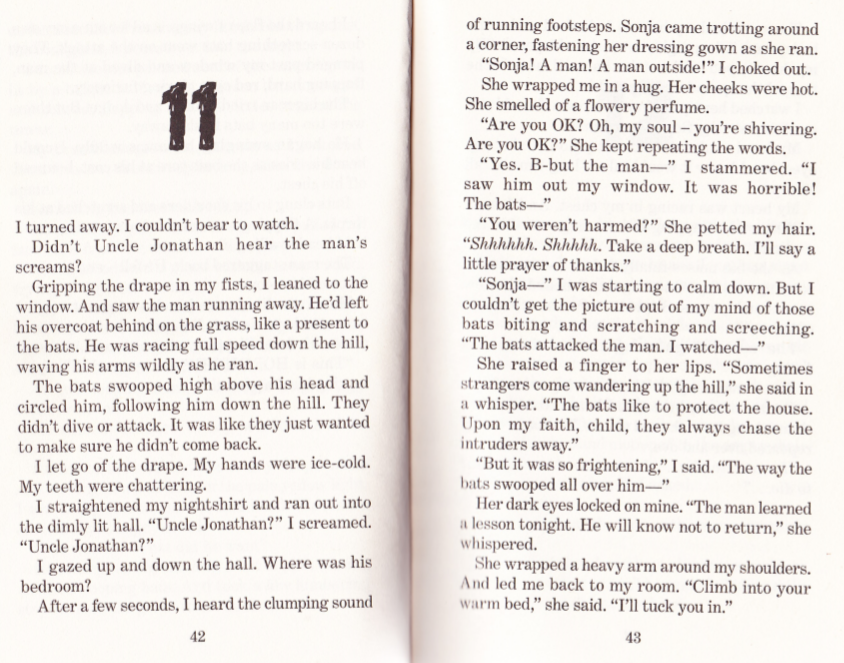 11
I turned away. I couldn't bear to watch.
Didn't Uncle Jonathan hear the man's
screams?
Gripping the drape in my fists, I leaned to the
window. And saw the man running away. He'd left
his overcoat behind on the grass, like a present to
the bats. He was racing full speed down the hill,
waving his arms wildly as he ran.
The bats swooped high above his head and
circled him, following him down the hill. They
didn't dive or attack. It was like they just wanted
to make sure he didn't come back.
I let go of the drape. My hands were ice-cold.
My teeth were chattering.
I straightened my nightshirt and ran out into
the dimly lit hall. “Uncle Jonathan?” I screamed.
“Uncle Jonathan?”
I gazed up and down the hall. Where was his
bedroom?
After a few seconds, I heard the clumping sound
42
of running footsteps. Sonja came trotting around
a corner, fastening her dressing gown as she ran.
“Sonja! A man! A man outside!” I choked out.
She wrapped me in a hug. Her cheeks were hot.
She smelled of a flowery perfume.
“Are you OK? Oh, my soul – you're shivering.
Are you OK?” She kept repeating the words.
“Yes. B-but the man—” I stammered. “I
saw him out my window. It was horrible!
The bats—”
“You weren't harmed?” She petted my hair.
“Shhhhhh. Shhhhh. Take a deep breath. I'll say a
little prayer of thanks.”
“Sonja—” I was starting to calm down. But I
couldn't get the picture out of my mind of those
bats biting and scratching and screeching.
“The bats attacked the man. I watched—”
She raised a finger to her lips. “Sometimes
strangers come wandering up the hill,” she said in
a whisper. “The bats like to protect the house.
Upon my faith, child, they always chase the
intruders away.”
“But it was so frightening,” I said. “The way the
bats swooped all over him—”
Her dark eyes locked on mine. “The man learned
a lesson tonight. He will know not to return,” she
whispered.
She wrapped a heavy arm around my shoulders.
And led me back to my room. “Climb into your
warm bed,” she said. “I'll tuck you in.”
43